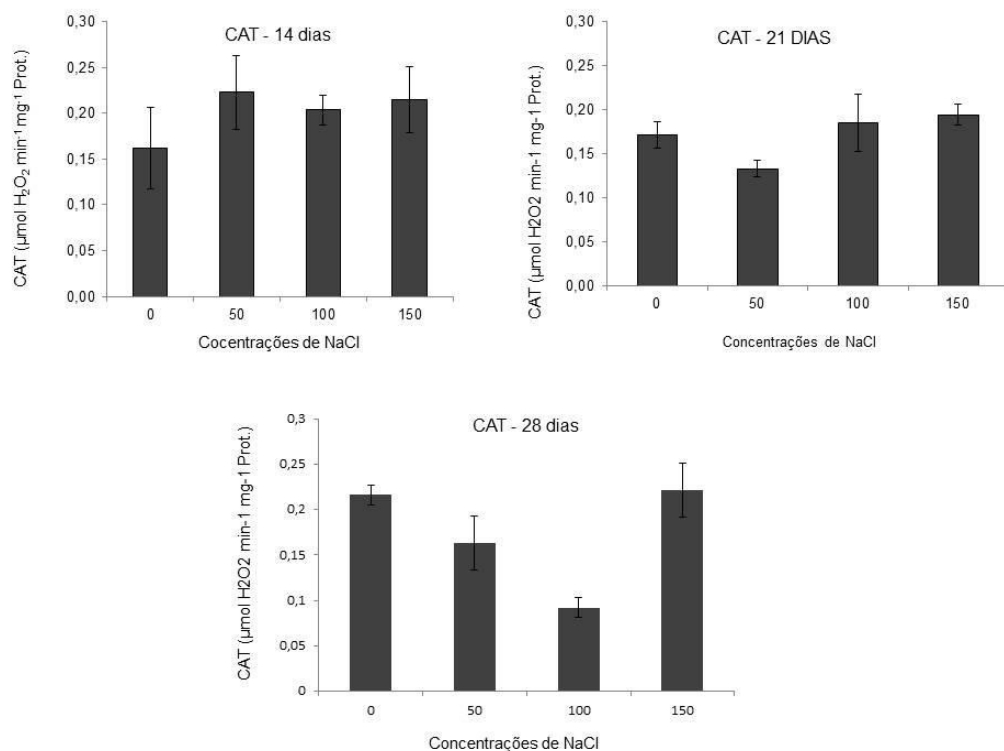 CAT - 14 dias
CAT (µmol H₂O₂ min⁻¹ mg⁻¹ Prot.)
0,30
0,25
0,20
0,15
0,10
0,05
0,00
0 50 100 150
Cocentrações de NaCl
CAT - 21 DIAS
CAT (µmol H2O2 min-1 mg-1 Prot.)
0,30
0,25
0,20
0,15
0,10
0,05
0,00
0 50 100 150
Concentrações de NaCl
CAT - 28 dias
CAT (µmol H2O2 min-1 mg-1 Prot.)
0,3
0,25
0,2
0,15
0,1
0,05
0
0 50 100 150
Concentrações de NaCl